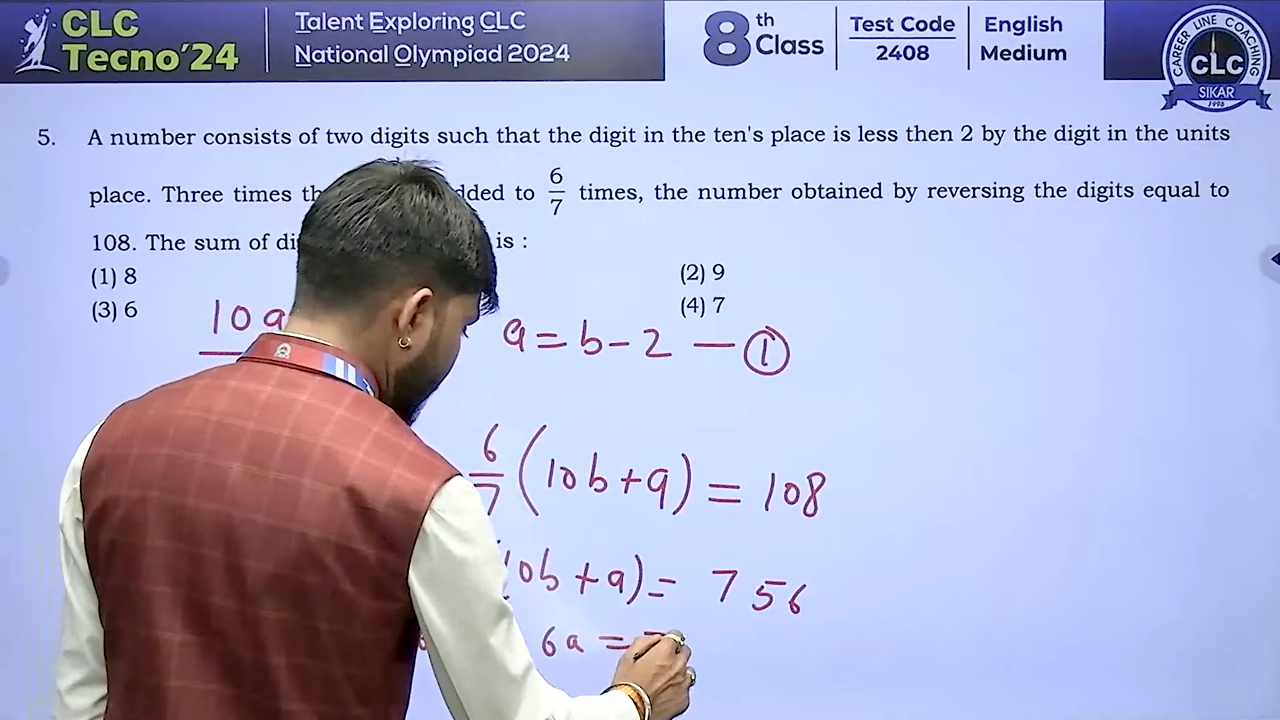 CLC
Tecno'24
Talent Exploring CLC
National Olympiad 2024
8th Class
Test Code
2408
English
Medium
CAREER LINE COACHING
CLC
SIKAR
1996
5. A number consists of two digits such that the digit in the ten's place is less then 2 by the digit in the units
place. Three times dded to 6/7 times, the number obtained by reversing the digits equal to
108. The sum of di is :
(1) 8 (2) 9
(3) 6 (4) 7
10a a = b - 2 — ①
6/7 (10b + a) = 108
10b + a) = 756
6a =